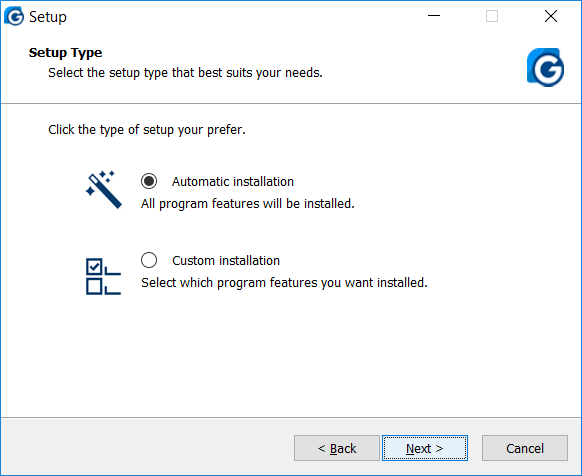 Setup
Setup Type
Select the setup type that best suits your needs.
Click the type of setup your prefer.
Automatic installation
All program features will be installed.
Custom installation
Select which program features you want installed.
< Back
Next >
Cancel